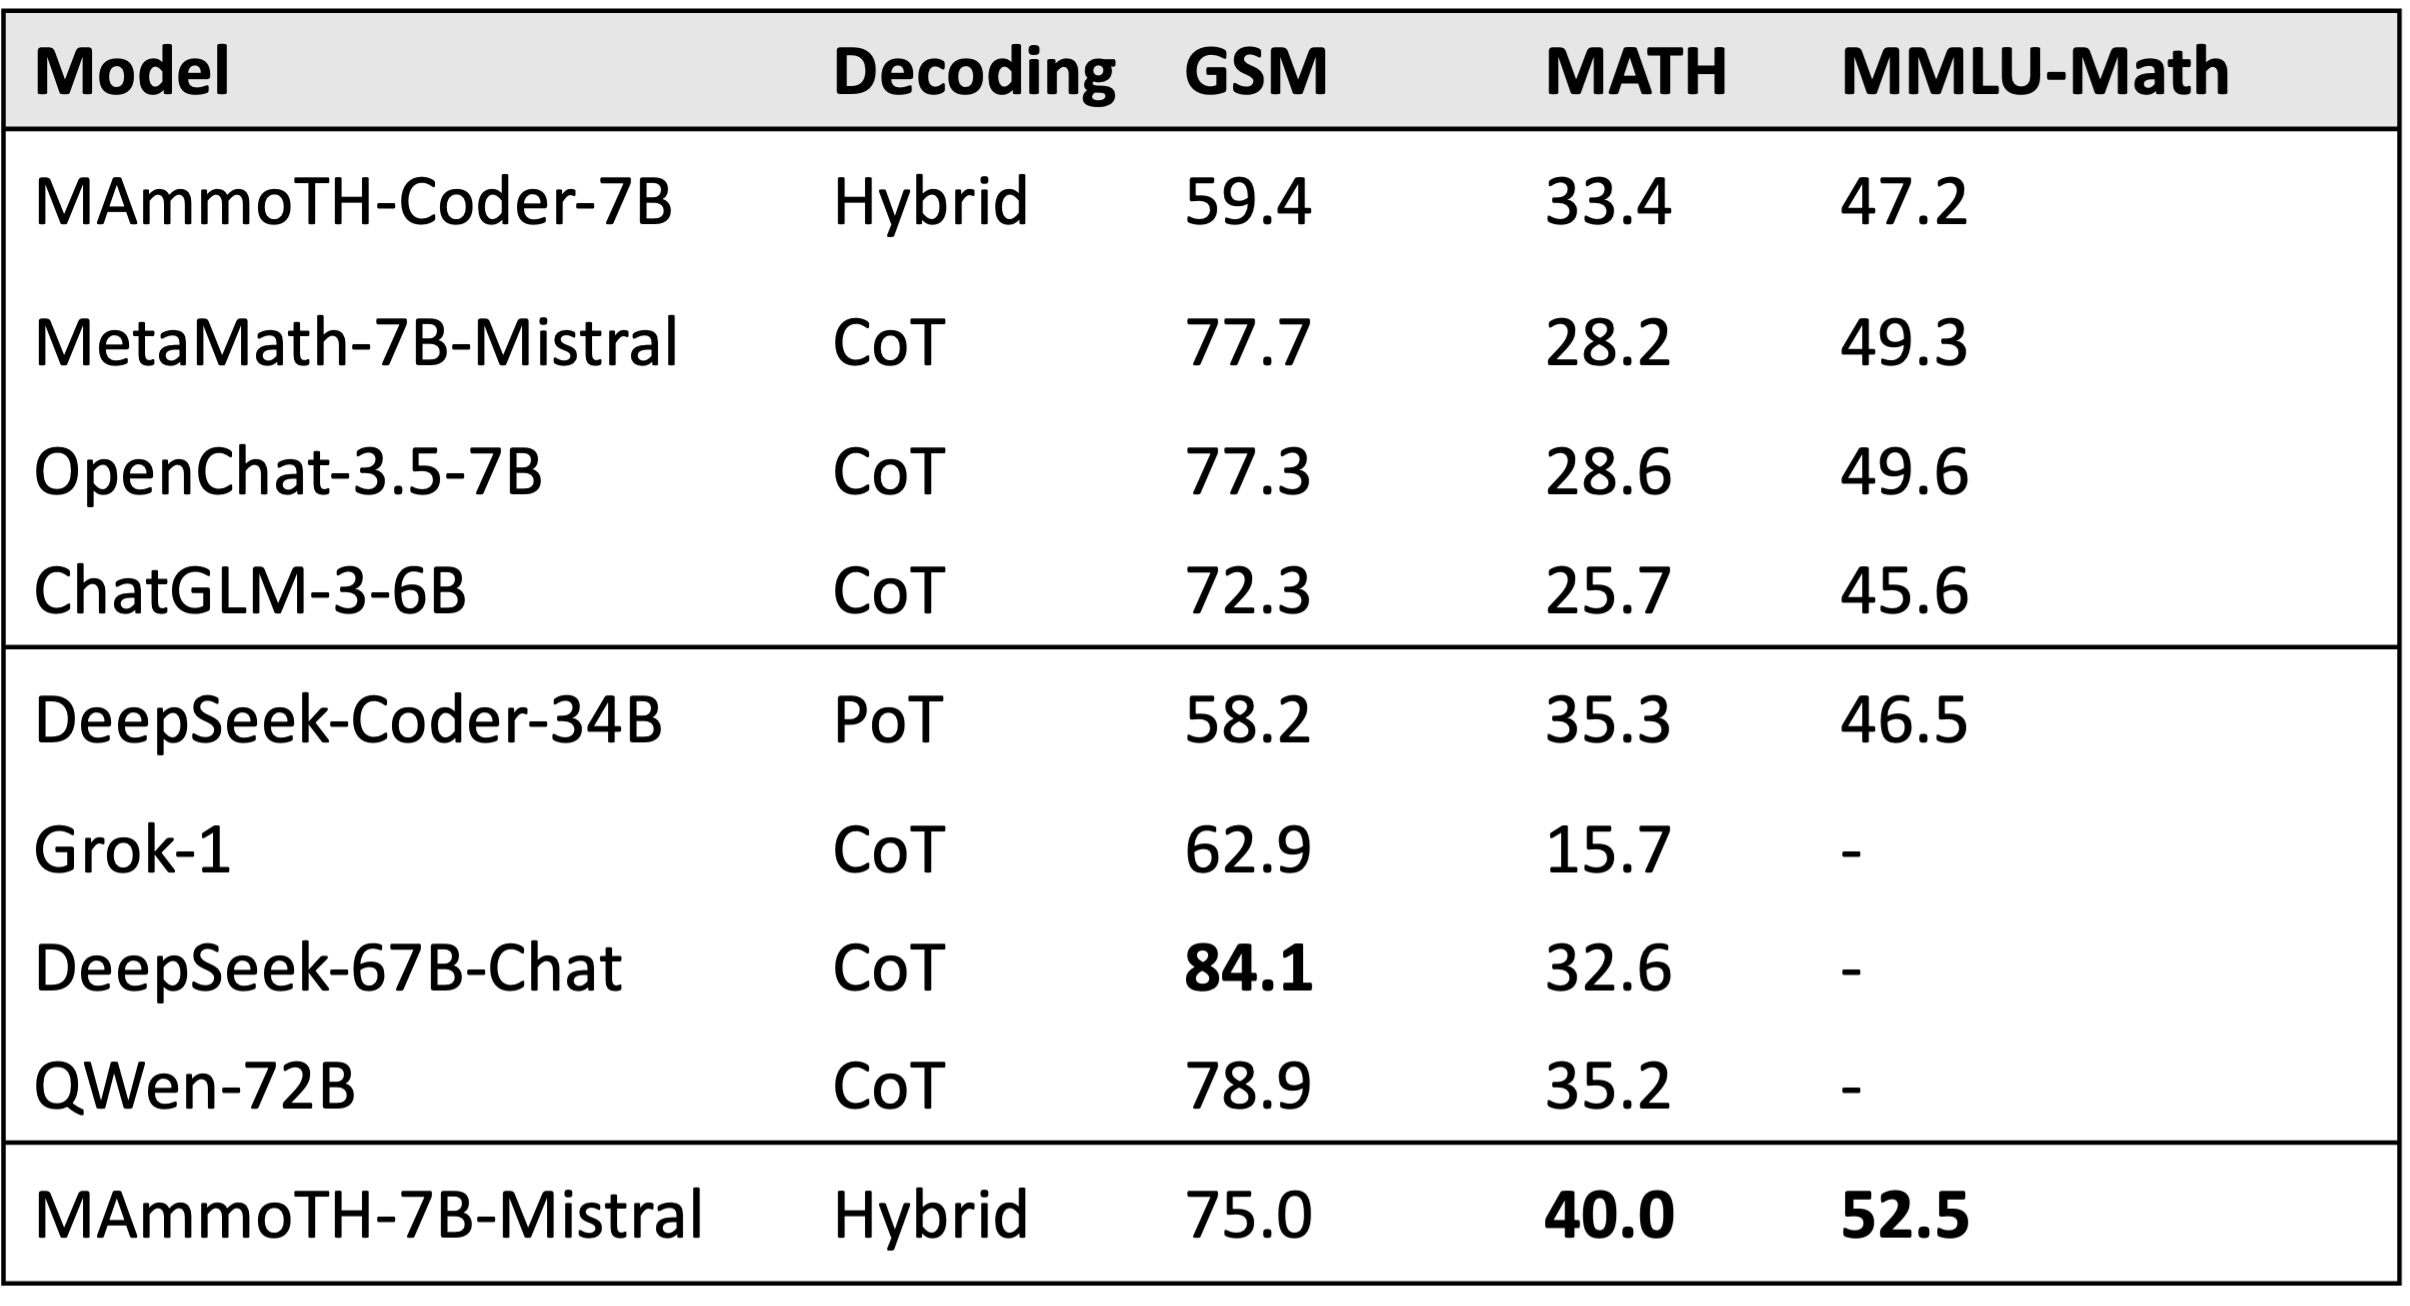 Model Decoding GSM MATH MMLU-Math
MAmmoTH-Coder-7B Hybrid 59.4 33.4 47.2
MetaMath-7B-Mistral CoT 77.7 28.2 49.3
OpenChat-3.5-7B CoT 77.3 28.6 49.6
ChatGLM-3-6B CoT 72.3 25.7 45.6
DeepSeek-Coder-34B PoT 58.2 35.3 46.5
Grok-1 CoT 62.9 15.7 -
DeepSeek-67B-Chat CoT 84.1 32.6 -
QWen-72B CoT 78.9 35.2 -
MAmmoTH-7B-Mistral Hybrid 75.0 40.0 52.5